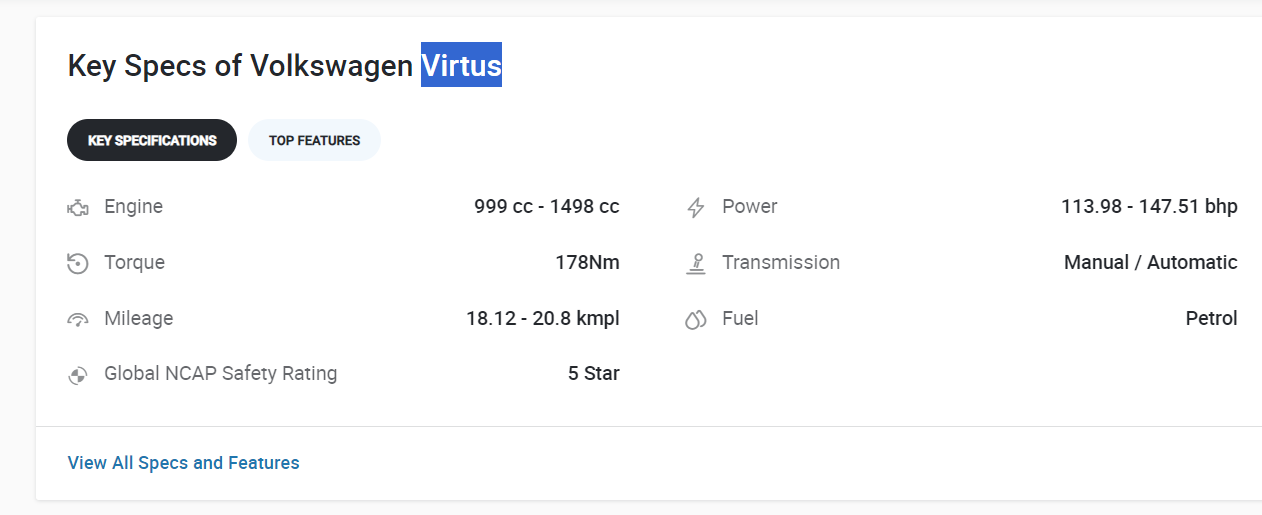 Key Specs of Volkswagen Virtus
KEY SPECIFICATIONS TOP FEATURES
Engine 999 cc - 1498 cc Power 113.98 - 147.51 bhp
Torque 178Nm Transmission Manual / Automatic
Mileage 18.12 - 20.8 kmpl Fuel Petrol
Global NCAP Safety Rating 5 Star
View All Specs and Features